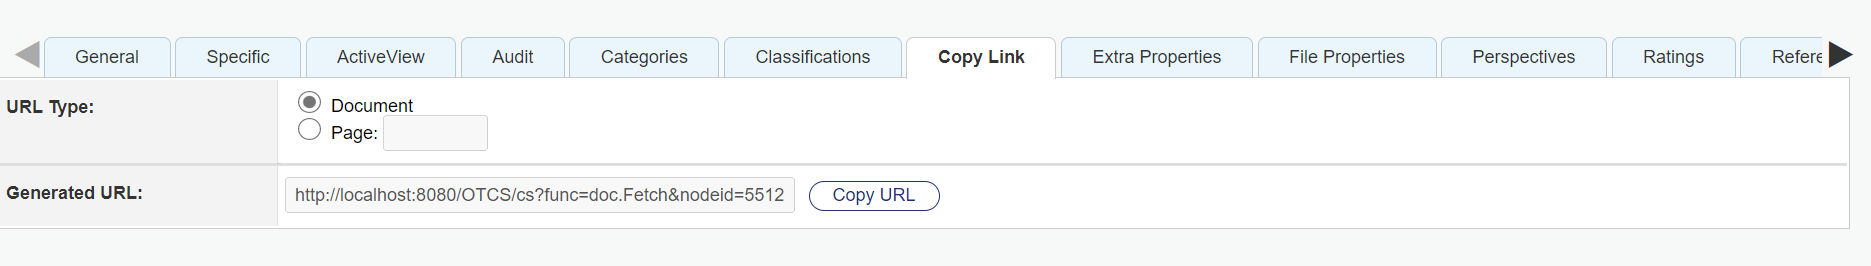 General Specific ActiveView Audit Categories Classifications Copy Link Extra Properties File Properties Perspectives Ratings Refere
URL Type:
Document
Page:
Generated URL: http://localhost:8080/OTCS/cs?func=doc.Fetch&nodeid=5512 Copy URL